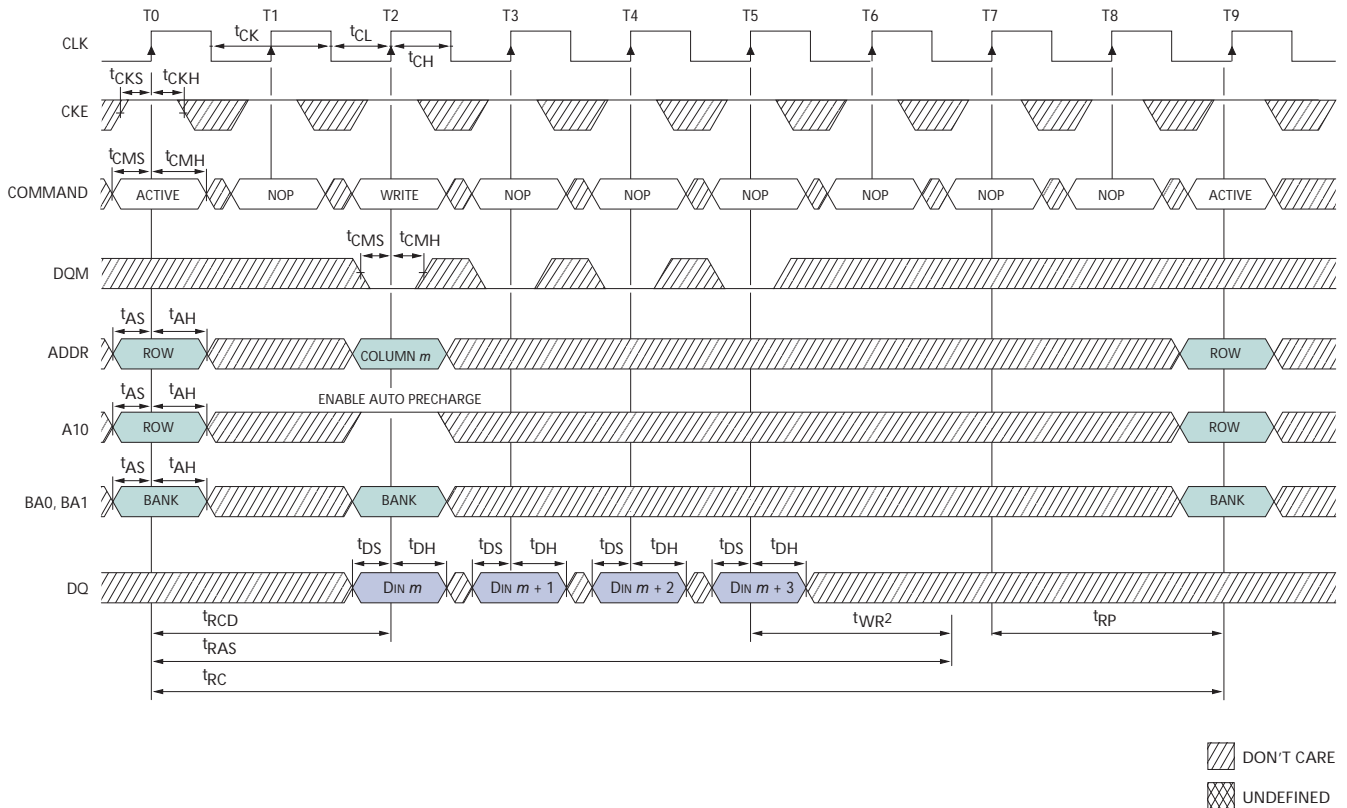 T0 T1 T2 T3 T4 T5 T6 T7 T8 T9
CLK tCK tCL tCH
tCKS tCKH
CKE
tCMS tCMH
COMMAND ACTIVE NOP WRITE NOP NOP NOP NOP NOP NOP ACTIVE
tCMS tCMH
DQM
tAS tAH
ADDR ROW COLUMN m ROW
tAS tAH ENABLE AUTO PRECHARGE
A10 ROW ROW
tAS tAH
BA0, BA1 BANK BANK BANK
tDS tDH tDS tDH tDS tDH tDS tDH
DQ DIN m DIN m + 1 DIN m + 2 DIN m + 3
tRCD tWR2 tRP
tRAS
tRC
DON'T CARE
UNDEFINED